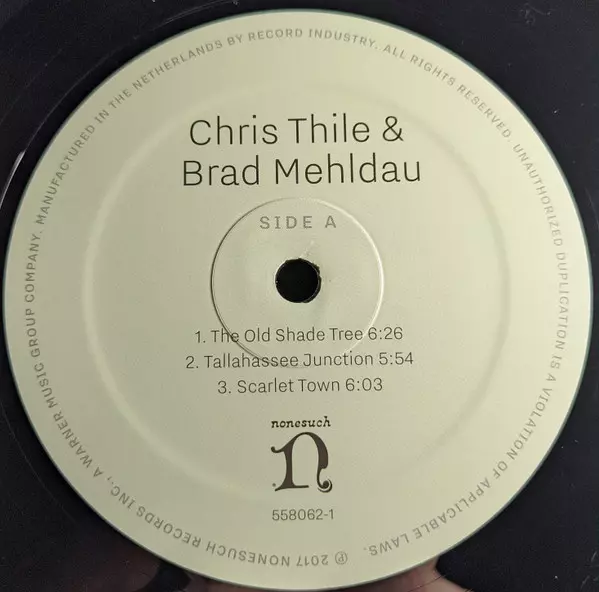 Chris Thile &
Brad Mehldau
SIDE A
1. The Old Shade Tree 6:26
2. Tallahassee Junction 5:54
3. Scarlet Town 6:03
nonesuch
n
558062-1
℗ 2017 NONESUCH RECORDS INC., A WARNER MUSIC GROUP COMPANY. MANUFACTURED IN THE NETHERLANDS BY RECORD INDUSTRY. ALL RIGHTS RESERVED. UNAUTHORIZED DUPLICATION IS A VIOLATION OF APPLICABLE LAWS.